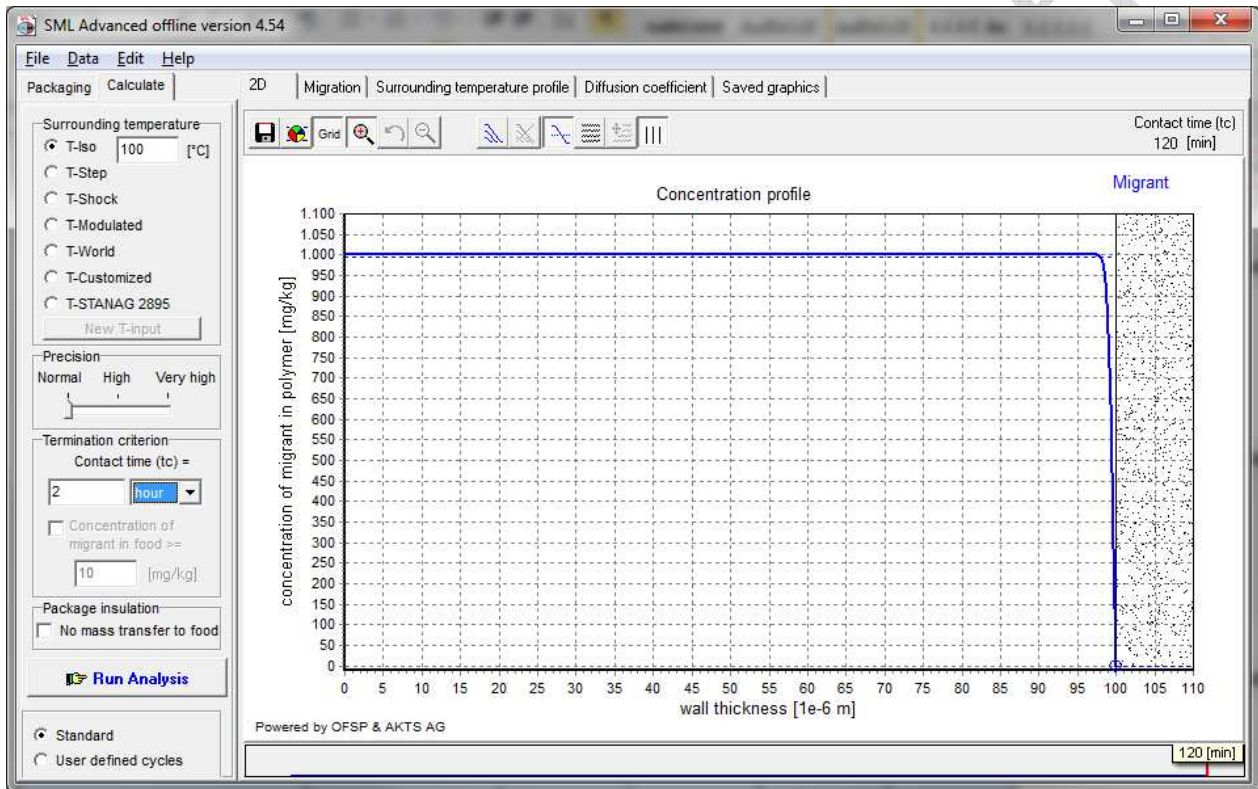 SML Advanced offline version 4.54
File Data Edit Help
Packaging Calculate
2D Migration Surrounding temperature profile Diffusion coefficient Saved graphics
Surrounding temperature
T-Iso 100 [°C]
T-Step
T-Shock
T-Modulated
T-World
T-Customized
T-STANAG 2895
New T-input
Precision
Normal High Very high
Termination criterion
Contact time (tc) =
2 hour
Concentration of
migrant in food >=
10 [mg/kg]
Package insulation
No mass transfer to food
Run Analysis
Standard
User defined cycles
Grid
Contact time (tc)
120 [min]
Migrant
Concentration profile
concentration of migrant in polymer [mg/kg]
1.100
1.050
1.000
950
900
850
800
750
700
650
600
550
500
450
400
350
300
250
200
150
100
50
0
0 5 10 15 20 25 30 35 40 45 50 55 60 65 70 75 80 85 90 95 100 105 110
wall thickness [1e-6 m]
Powered by OFSP & AKTS AG
120 [min]